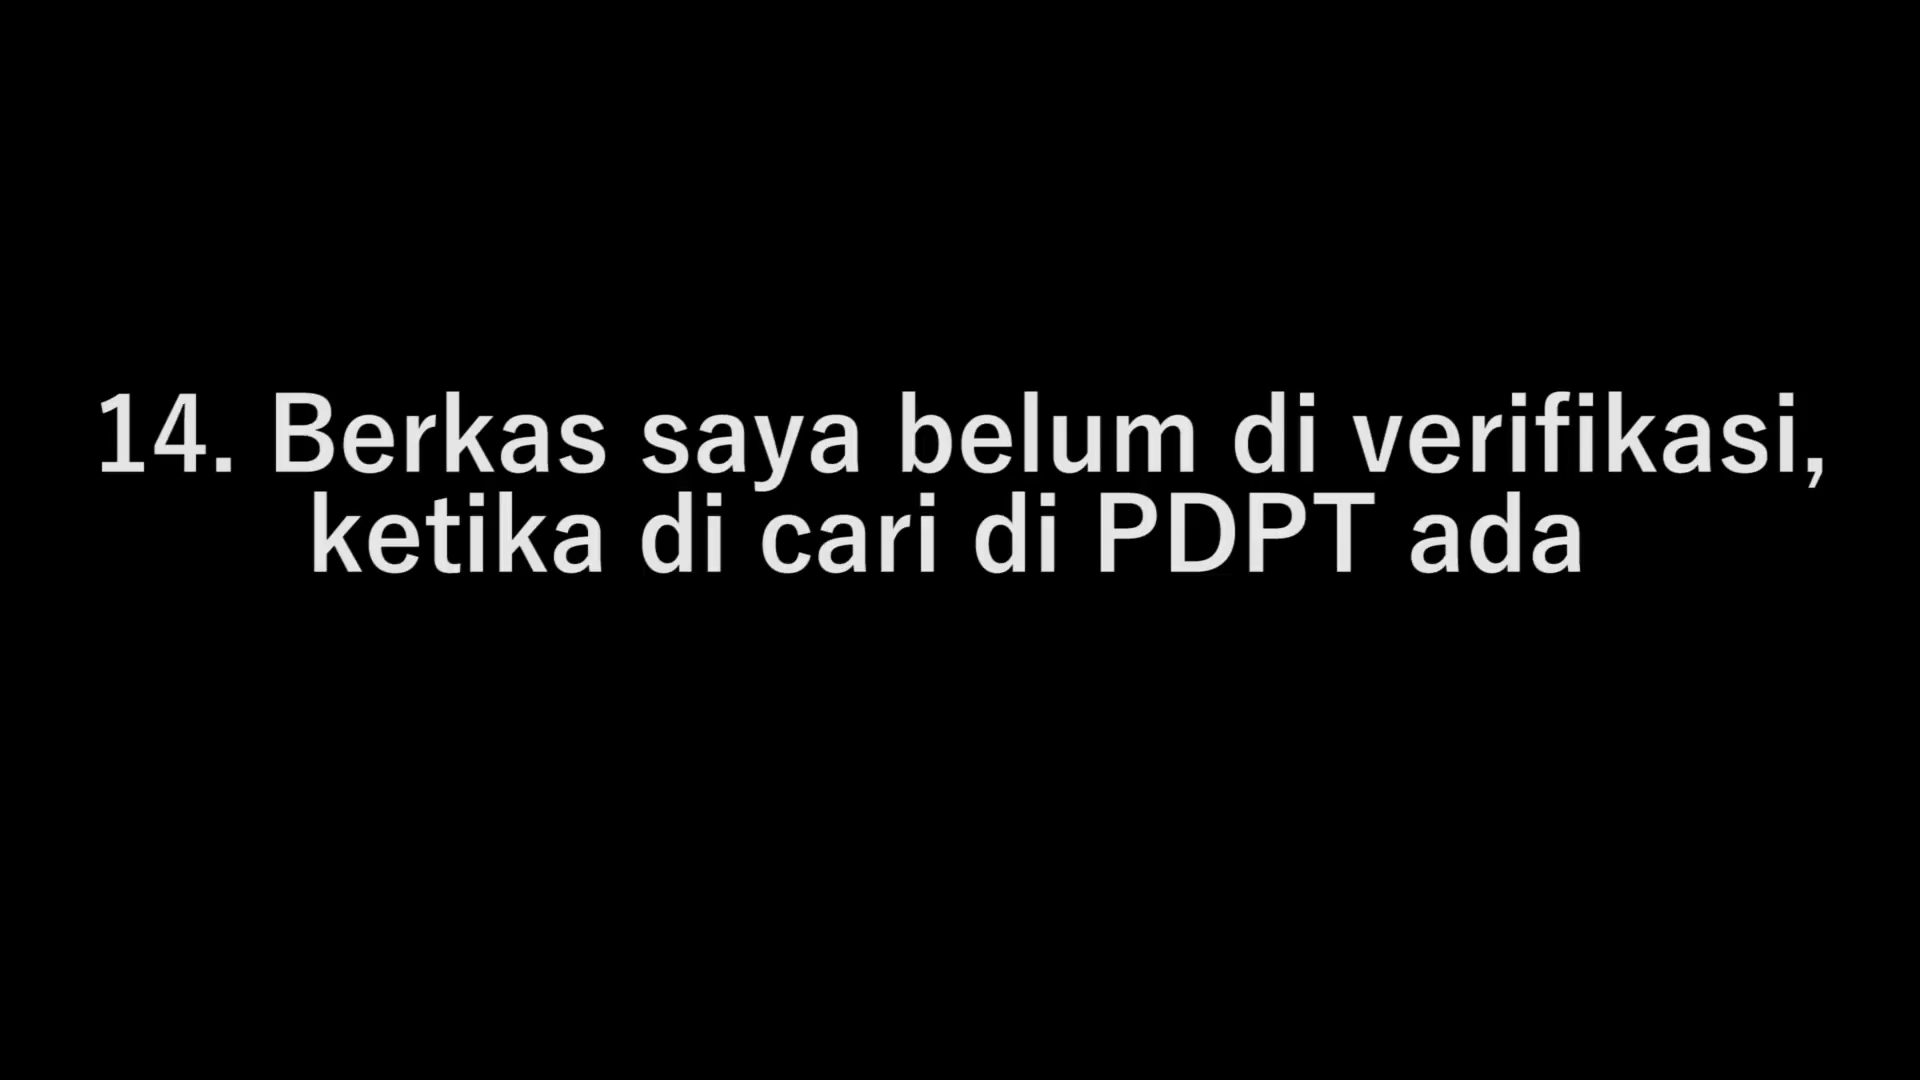 14. Berkas saya belum di verifikasi,
ketika di cari di PDPT ada